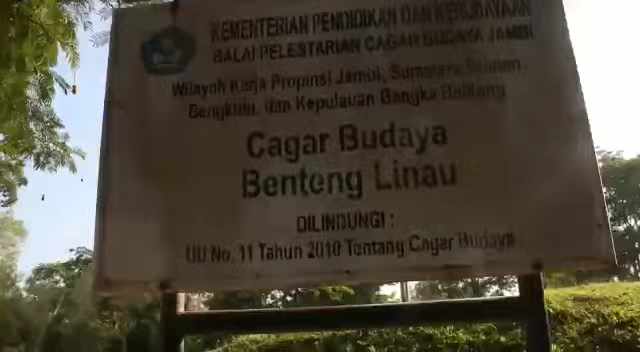 KEMENTERIAN PENDIDIKAN DAN KEBUDAYAAN
BALAI PELESTARIAN CAGAR BUDAYA JAMBI
Wilayah Kerja Propinsi Jambi, Sumatera Selatan
Bengkulu, dan Kepulauan Bangka Belitung
Cagar Budaya
Benteng Linau
DILINDUNGI :
UU No. 11 Tahun 2010 Tentang Cagar Budaya